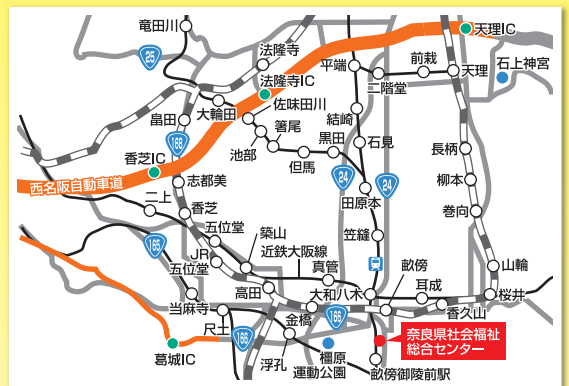 竜田川
天理IC
25
法隆寺
平端
前栽
天理
石上神宮
法隆寺IC
二階堂
大輪田
佐味田川
結崎
畠田
箸尾
黒田
石見
168
池部
長柄
香芝IC
但馬
西名阪自動車道
志都美
24
24
柳本
田原本
二上
香芝
巻向
五位堂
築山
笠縫
165
JR
五位堂
近鉄大阪線
真管
畝傍
山輪
高田
大和八木
耳成
桜井
当麻寺
香久山
尺土
金橋
166
166
奈良県社会福祉
総合センター
葛城IC
浮孔
橿原
運動公園
畝傍御陵前駅